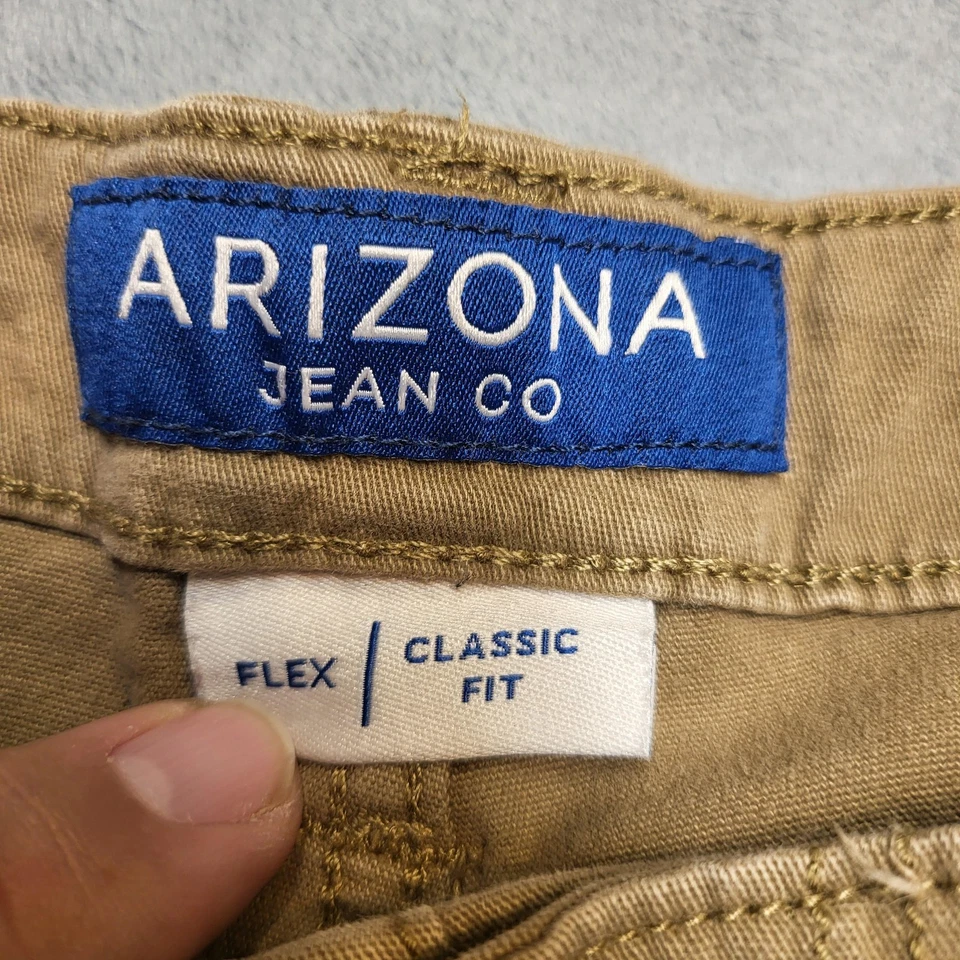 ARIZONA
JEAN CO
FLEX | CLASSIC
FIT